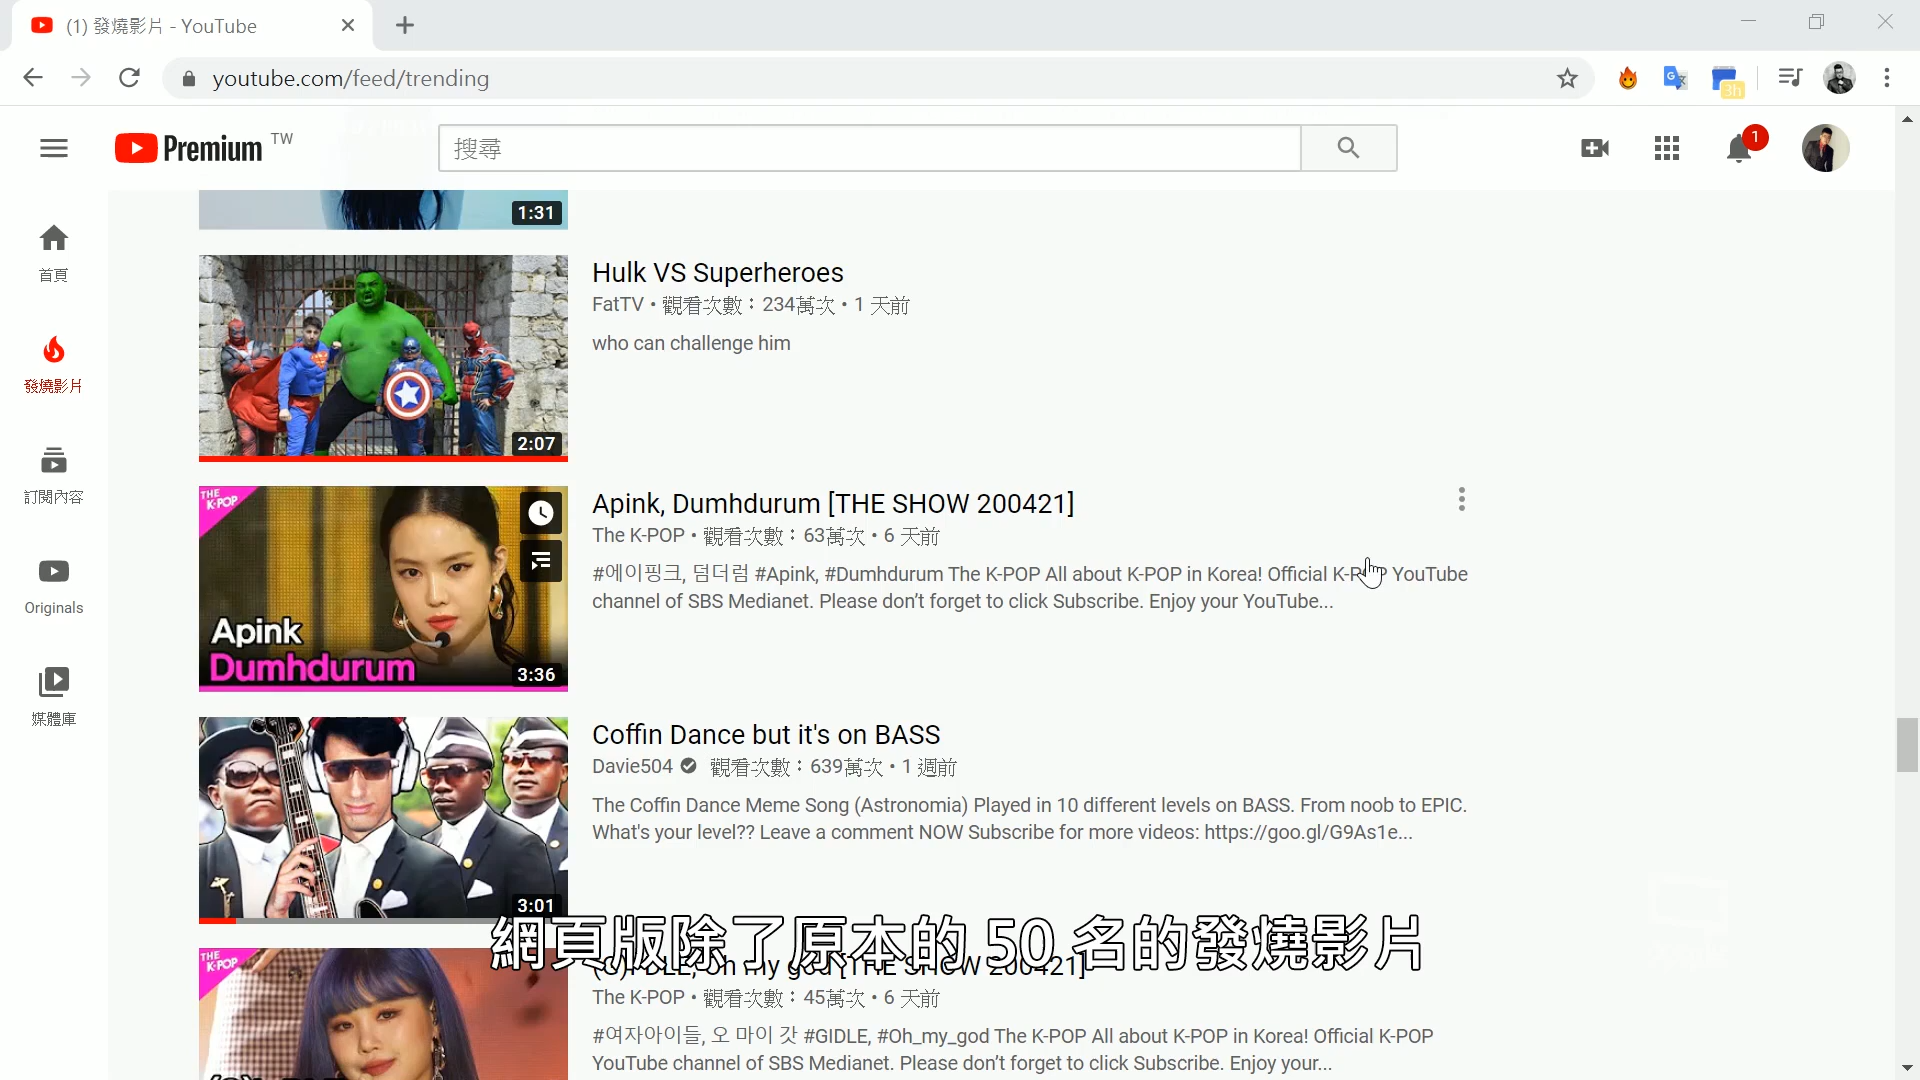 (1) 發燒影片 - YouTube
youtube.com/feed/trending
3h
Premium TW
搜尋
1
首頁
發燒影片
訂閱內容
Originals
媒體庫
1:31
2:07
Hulk VS Superheroes
FatTV • 觀看次數：234萬次 • 1 天前
who can challenge him
THE K-POP
Apink
Dumhdurum
3:36
Apink, Dumhdurum [THE SHOW 200421]
The K-POP • 觀看次數：63萬次 • 6 天前
#에이핑크, 덤더럼 #Apink, #Dumhdurum The K-POP All about K-POP in Korea! Official K-POP YouTube
channel of SBS Medianet. Please don’t forget to click Subscribe. Enjoy your YouTube...
3:01
Coffin Dance but it's on BASS
Davie504 觀看次數：639萬次 • 1 週前
The Coffin Dance Meme Song (Astronomia) Played in 10 different levels on BASS. From noob to EPIC.
What's your level?? Leave a comment NOW Subscribe for more videos: https://goo.gl/G9As1e...
網頁版除了原本的 50 名的發燒影片
THE K-POP
(G)I-DLE, Oh my god [THE SHOW 200421]
The K-POP • 觀看次數：45萬次 • 6 天前
#여자아이들, 오 마이 갓 #GIDLE, #Oh_my_god The K-POP All about K-POP in Korea! Official K-POP
YouTube channel of SBS Medianet. Please don’t forget to click Subscribe. Enjoy your...